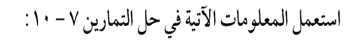 استعمل المعلومات الآتية في حل التمارين ٧ – ١٠ :